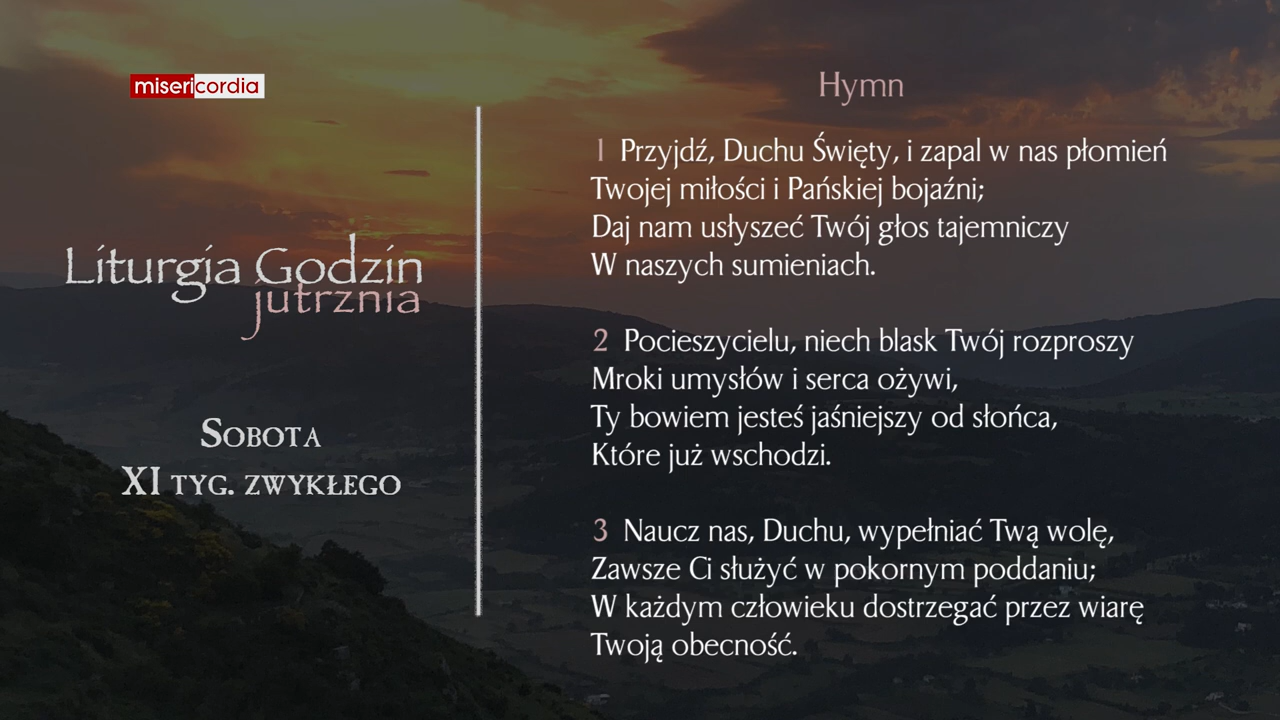 misericordia
Liturgia Godzin
jutrznia
Sobota
XI tyg. zwykłego
Hymn
1 Przyjdź, Duchu Święty, i zapal w nas płomień
Twojej miłości i Pańskiej bojaźni;
Daj nam usłyszeć Twój głos tajemniczy
W naszych sumieniach.
2 Pocieszycielu, niech blask Twój rozproszy
Mroki umysłów i serca ożywi,
Ty bowiem jesteś jaśniejszy od słońca,
Które już wschodzi.
3 Naucz nas, Duchu, wypełniać Twą wolę,
Zawsze Ci służyć w pokornym poddaniu;
W każdym człowieku dostrzegać przez wiarę
Twoją obecność.